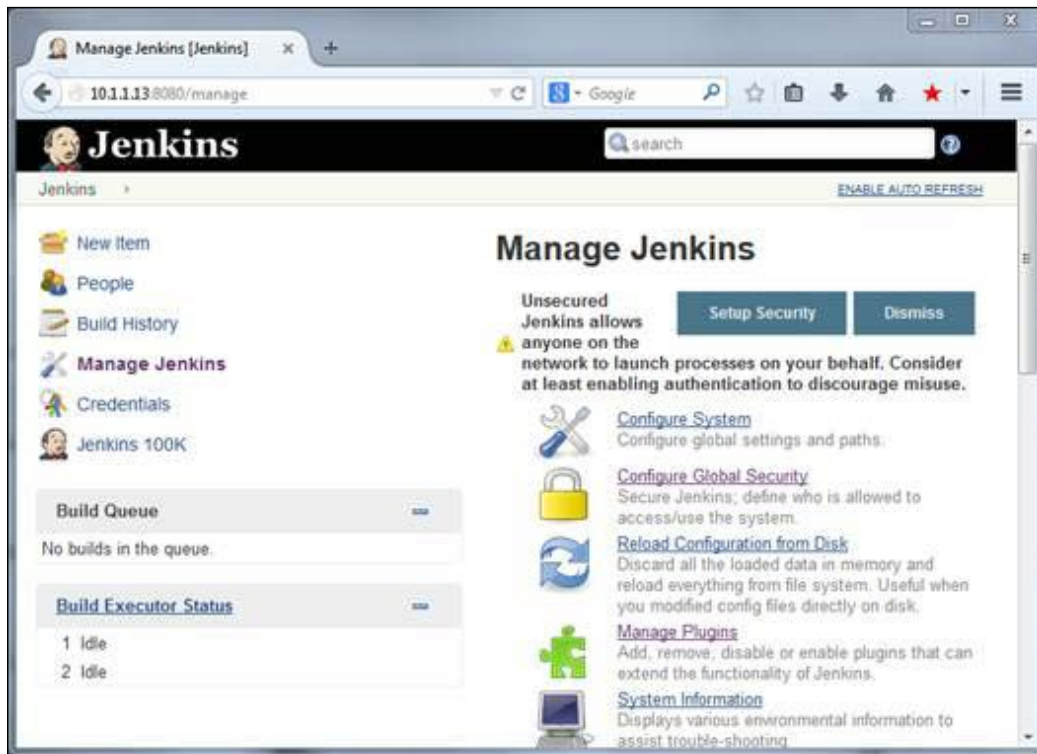 Manage Jenkins [Jenkins]
10.1.1.13:8080/manage
Google
Jenkins
search
Jenkins
ENABLE AUTO REFRESH
New Item
People
Build History
Manage Jenkins
Credentials
Jenkins 100K
Build Queue
No builds in the queue.
Build Executor Status
1 Idle
2 Idle
Manage Jenkins
Unsecured
Jenkins allows
anyone on the
network to launch processes on your behalf. Consider
at least enabling authentication to discourage misuse.
Setup Security
Dismiss
Configure System
Configure global settings and paths.
Configure Global Security
Secure Jenkins; define who is allowed to
access/use the system.
Reload Configuration from Disk
Discard all the loaded data in memory and
reload everything from file system. Useful when
you modified config files directly on disk.
Manage Plugins
Add, remove, disable or enable plugins that can
extend the functionality of Jenkins.
System Information
Displays various environmental information to
assist trouble-shooting.